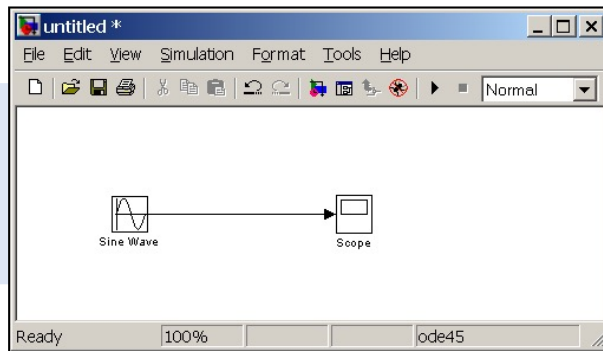 untitled *
File Edit View Simulation Format Tools Help
Normal
Sine Wave
Scope
Ready 100% ode45